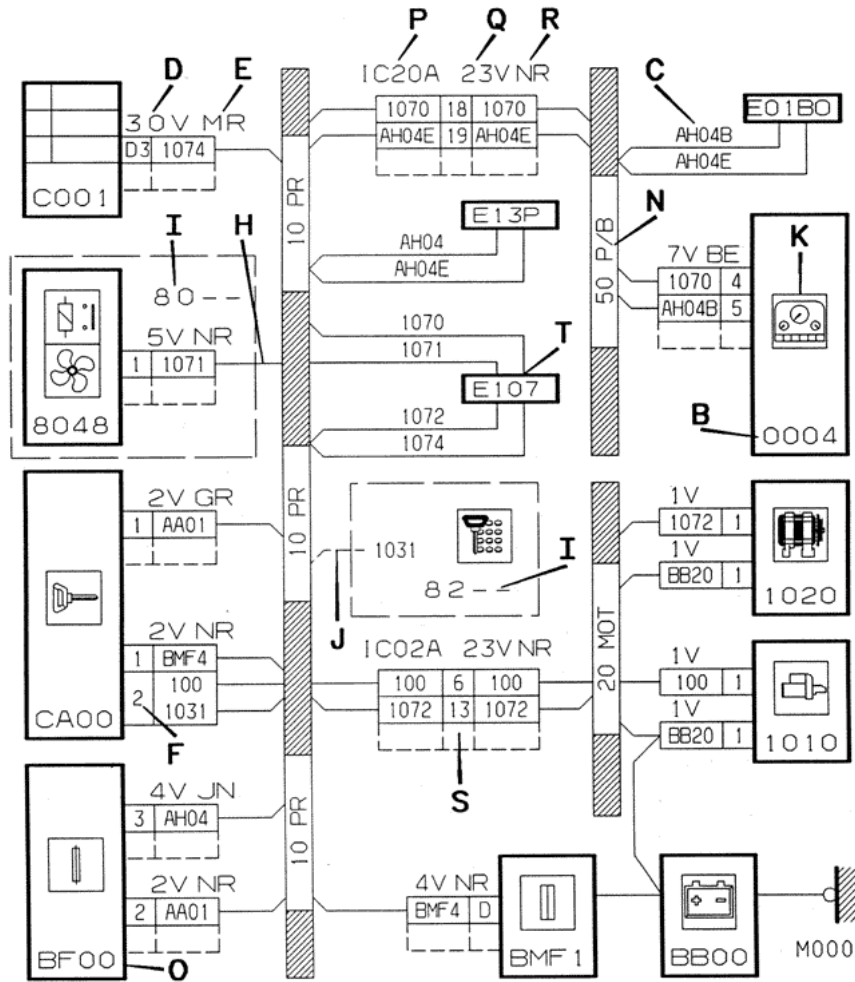 P Q R
IC20A 23V NR
D E
30V MR
D3 1074
C001
1070 18 1070
AH04E 19 AH04E
C
E01B0
AH04B
AH04E
10 PR
E13P
AH04
AH04E
N
50 P/B
K
7V BE
1070 4
AH04B 5
B
0004
I
H
80--
5V NR
1 1071
8048
1070
1071
T
E107
1072
1074
2V GR
1 AA01
10 PR
1031
J
82--
I
1V
1072 1
1V
BB20 1
1020
2V NR
1 BMF4
2 100
1031
CA00
F
IC02A 23V NR
100 6 100
1072 13 1072
S
20 MOT
1V
100 1
1V
BB20 1
1010
4V JN
3 AH04
10 PR
2V NR
2 AA01
BF00
O
4V NR
BMF4 D
BMF1
BB00
M000